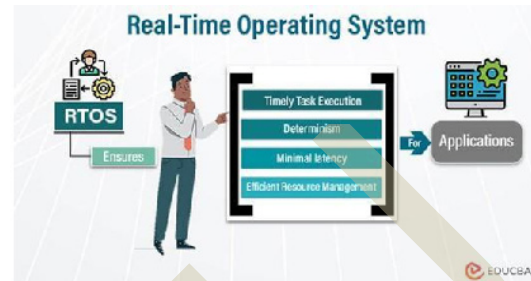 Real-Time Operating System
RTOS
Ensures
Timely Task Execution
Determinism
Minimal latency
Efficient Resource Management
For
Applications
EDUCBA